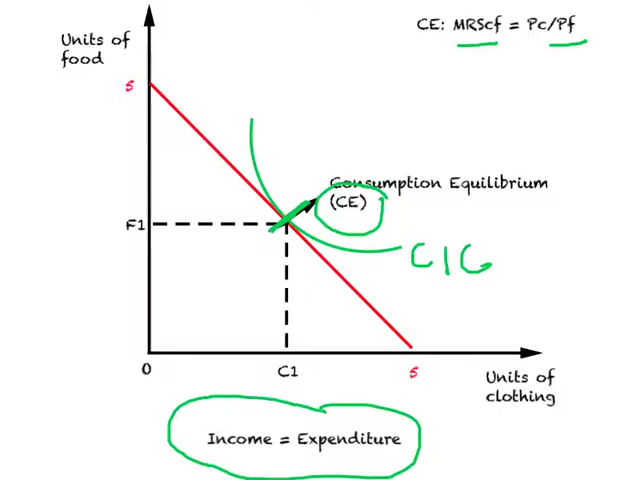 CE: MRScf = Pc/Pf
Units of
food
5
Consumption Equilibrium
(CE)
F1
CIC
0
C1
5
Units of
clothing
Income = Expenditure